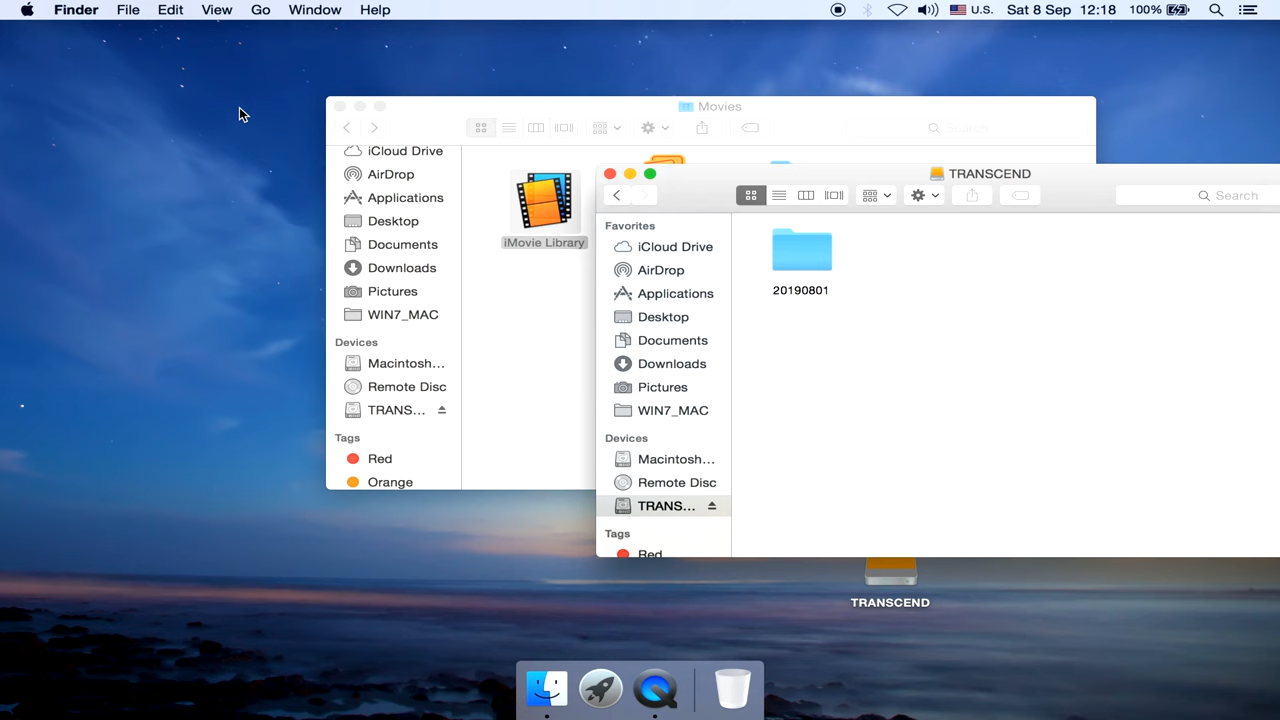 Finder File Edit View Go Window Help U.S. Sat 8 Sep 12:18 100%
Movies
Search
iCloud Drive
AirDrop
Applications
Desktop
Documents
Downloads
Pictures
WIN7_MAC
Devices
Macintosh...
Remote Disc
TRANS...
Tags
Red
Orange
iMovie Library
TRANSCEND
Search
Favorites
iCloud Drive
AirDrop
Applications
Desktop
Documents
Downloads
Pictures
WIN7_MAC
Devices
Macintosh...
Remote Disc
TRANS...
Tags
Red
20190801
TRANSCEND